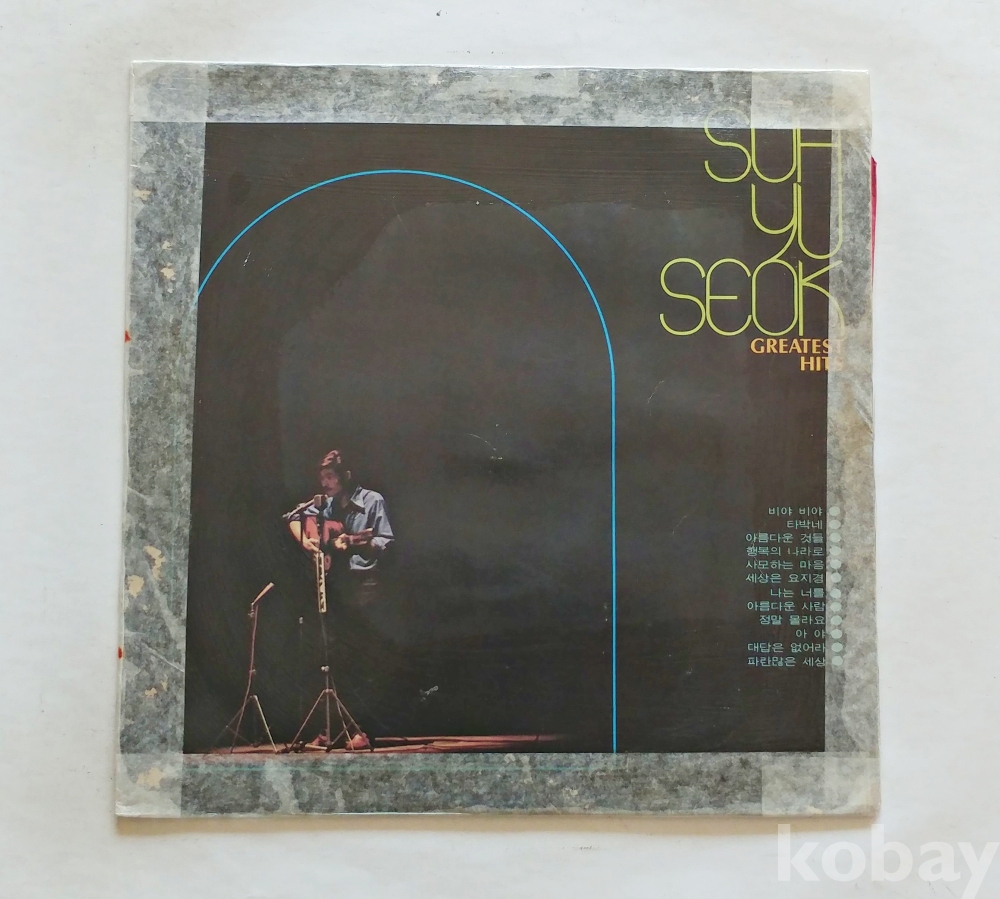 SUH
YU
SEOK
GREATEST
HITS
비야 비야
타박네
아름다운 것들
행복의 나라로
사모하는 마음
세상은 요지경
나는 너를
아름다운 사람
정말 몰라요
아 야
대답은 없어라
파란많은 세상
kobay